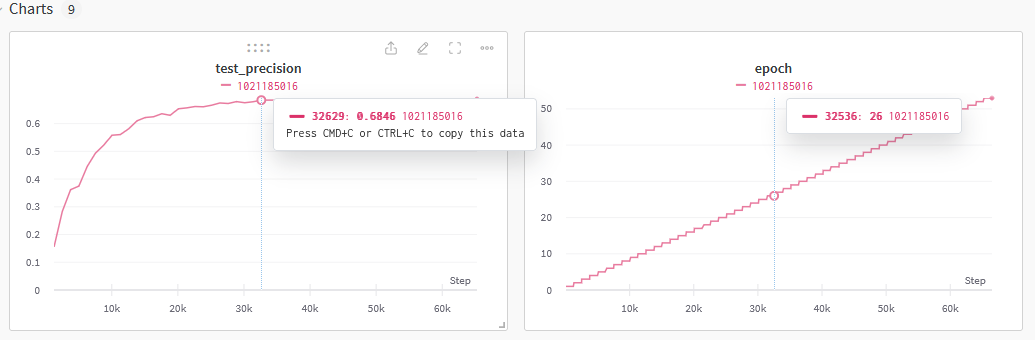 Charts 9
test_precision
1021185016
32629: 0.6846 1021185016
Press CMD+C or CTRL+C to copy this data
0.6
0.5
0.4
0.3
0.2
0.1
0
Step
10k 20k 30k 40k 50k 60k
epoch
1021185016
32536: 26 1021185016
50
40
30
20
10
0
Step
10k 20k 30k 40k 50k 60k